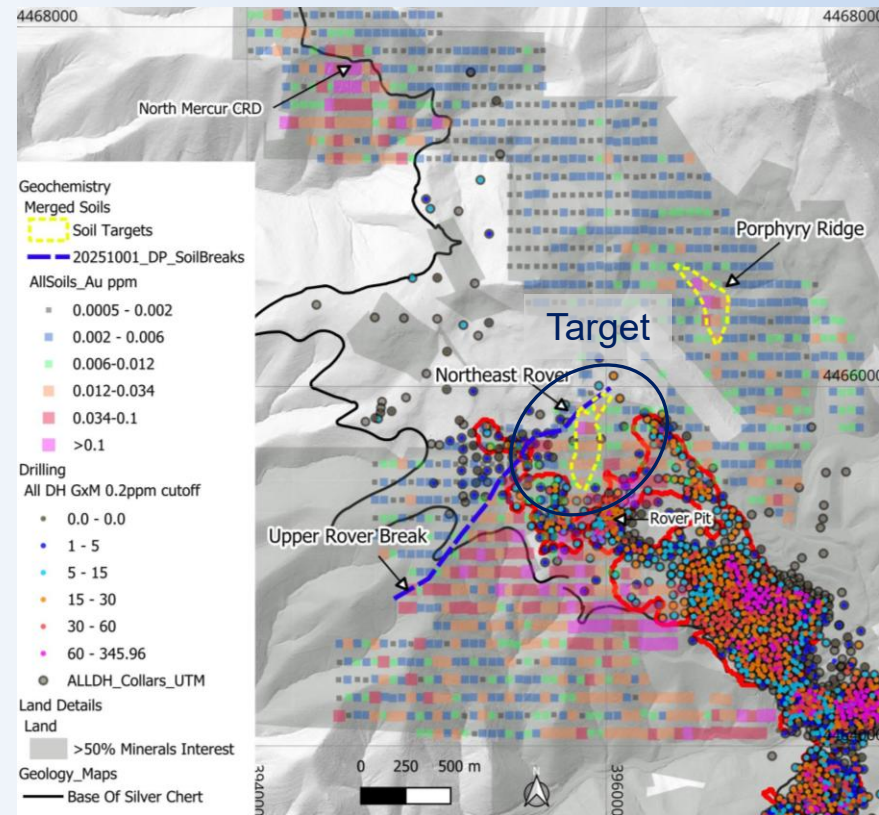 4468000
4468000
North Mercur CRD
Geochemistry
Merged Soils
Soil Targets
20251001_DP_SoilBreaks
AllSoils_Au ppm
0.0005 - 0.002
0.002 - 0.006
0.006-0.012
0.012-0.034
0.034-0.1
>0.1
Drilling
All DH GxM 0.2ppm cutoff
0.0 - 0.0
1 - 5
5 - 15
15 - 30
30 - 60
60 - 345.96
ALLDH_Collars_UTM
Land Details
Land
>50% Minerals Interest
Geology_Maps
Base Of Silver Chert
Porphyry Ridge
Target
Northeast Rover
4466000
Upper Rover Break
Rover Pit
4464000
394000
396000
0 250 500 m